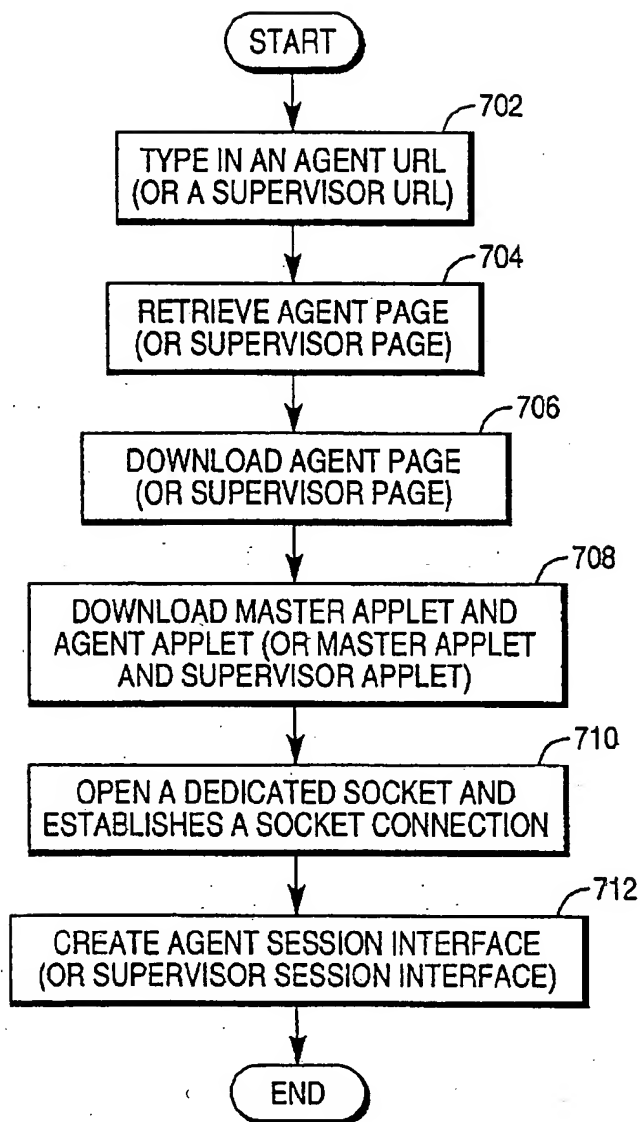 START
702
TYPE IN AN AGENT URL
(OR A SUPERVISOR URL)
704
RETRIEVE AGENT PAGE
(OR SUPERVISOR PAGE)
706
DOWNLOAD AGENT PAGE
(OR SUPERVISOR PAGE)
708
DOWNLOAD MASTER APPLET AND
AGENT APPLET (OR MASTER APPLET
AND SUPERVISOR APPLET)
710
OPEN A DEDICATED SOCKET AND
ESTABLISHES A SOCKET CONNECTION
712
CREATE AGENT SESSION INTERFACE
(OR SUPERVISOR SESSION INTERFACE)
END